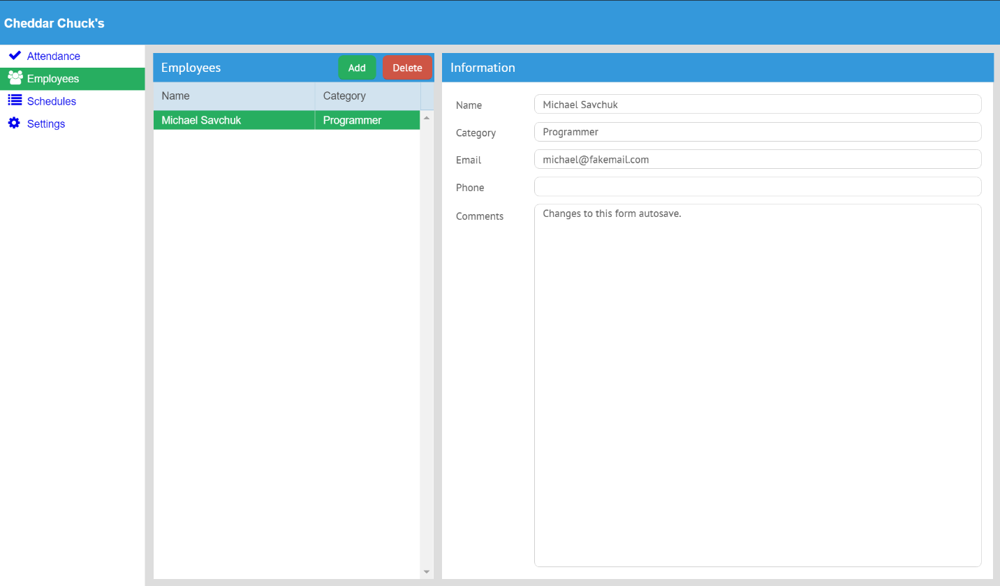 Cheddar Chuck's
Attendance
Employees
Schedules
Settings
Employees Add Delete
Name Category
Michael Savchuk Programmer
Information
Name Michael Savchuk
Category Programmer
Email michael@fakemail.com
Phone
Comments Changes to this form autosave.